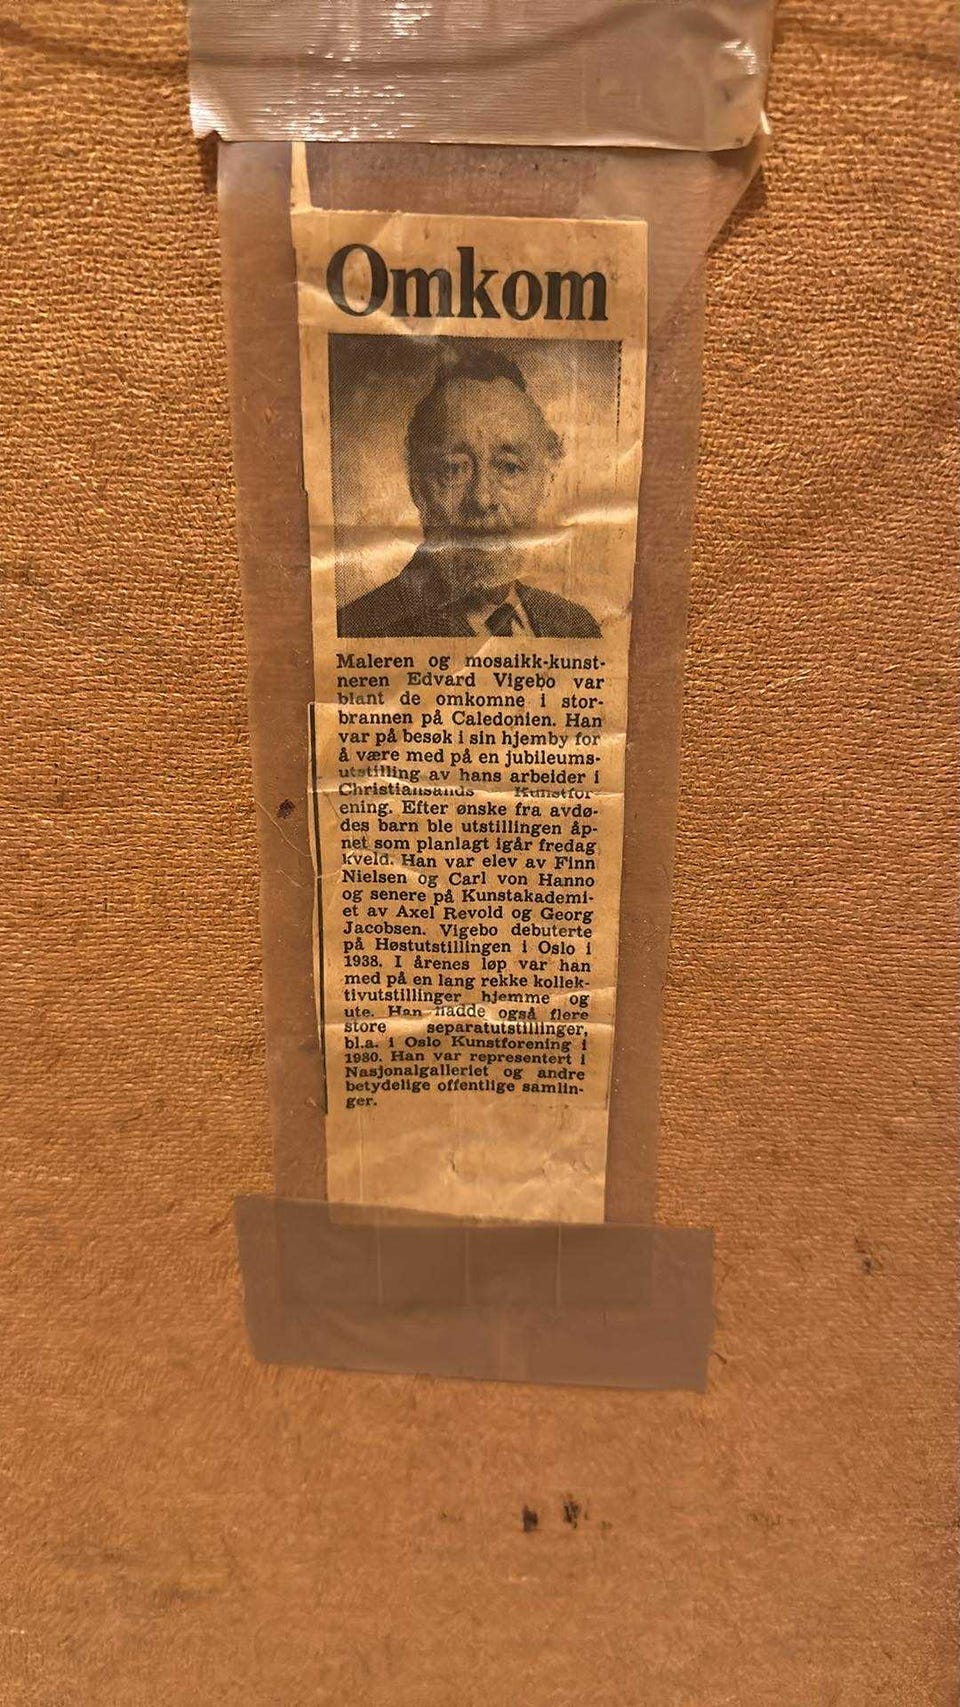 Omkom
Maleren og mosaikk-kunst-
neren Edvard Vigebo var
blant de omkomne i stor-
brannen på Caledonien. Han
var på besøk i sin hjemby for
å være med på en jubileums-
utstilling av hans arbeider i
Christiansands Kunstfor-
ening. Efter ønske fra avdø-
des barn ble utstillingen åp-
net som planlagt igår fredag
kveld. Han var elev av Finn
Nielsen og Carl von Hanno
og senere på Kunstakademi-
et av Axel Revold og Georg
Jacobsen. Vigebo debuterte
på Høstutstillingen i Oslo i
1938. I årenes løp var han
med på en lang rekke kollek-
tivutstillinger hjemme og
ute. Han hadde også flere
store separatutstillinger,
bl.a. i Oslo Kunstforening i
1980. Han var representert i
Nasjonalgalleriet og andre
betydelige offentlige samlin-
ger.